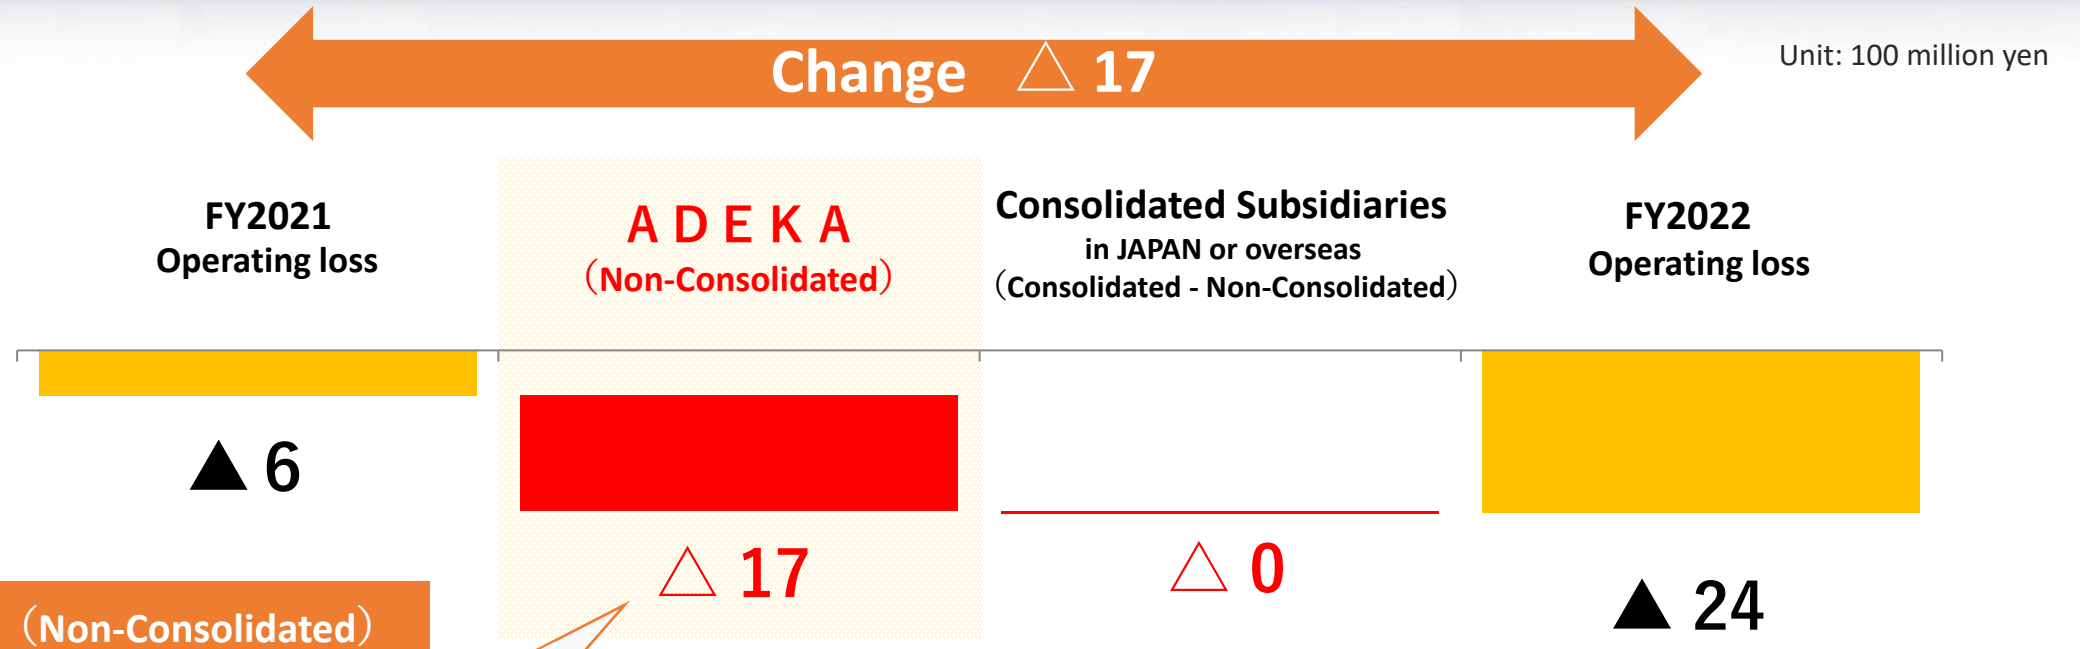 Change △ 17
Unit: 100 million yen
FY2021
Operating loss
ADEKA
（Non-Consolidated）
Consolidated Subsidiaries
in JAPAN or overseas
（Consolidated - Non-Consolidated）
FY2022
Operating loss
▲ 6
△ 17
△ 0
▲ 24
（Non-Consolidated）